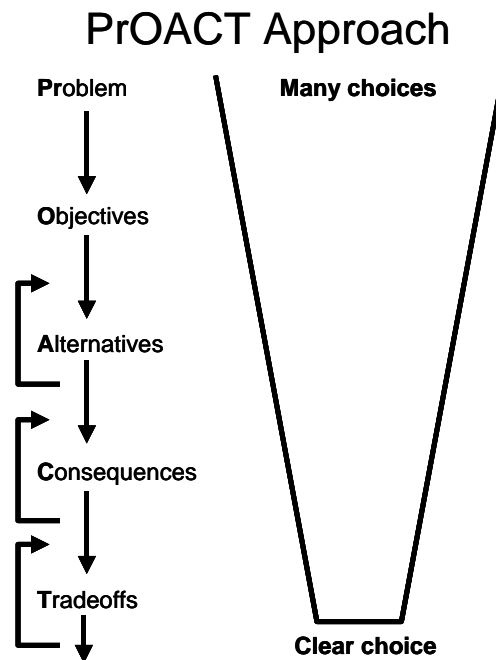 PrOACT Approach
Problem
Many choices
Objectives
Alternatives
Consequences
Tradeoffs
Clear choice